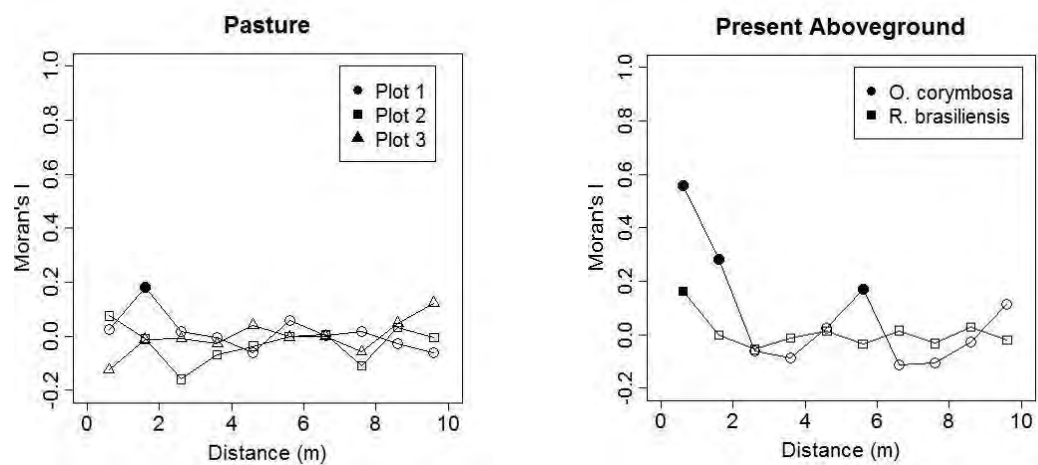 Pasture
Moran's I
1.0
0.8
0.6
0.4
0.2
0.0
-0.2
Plot 1
Plot 2
Plot 3
0 2 4 6 8 10
Distance (m)
Present Aboveground
Moran's I
1.0
0.8
0.6
0.4
0.2
0.0
-0.2
O. corymbosa
R. brasiliensis
0 2 4 6 8 10
Distance (m)